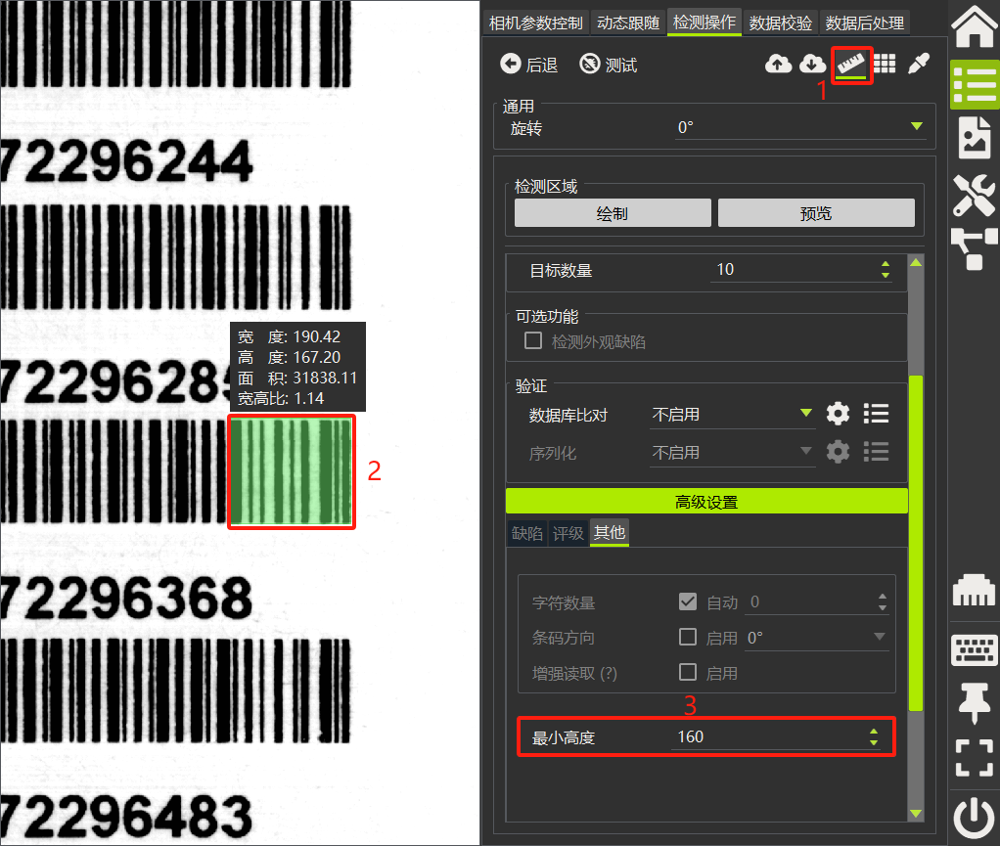 72296244
7229628
宽 度: 190.42
高 度: 167.20
面 积: 31838.11
宽高比: 1.14
2
72296368
72296483
相机参数控制 动态跟随 检测操作 数据校验 数据后处理
后退 测试
1
通用
旋转 0°
检测区域
绘制 预览
目标数量 10
可选功能
检测外观缺陷
验证
数据库比对 不启用
序列化 不启用
高级设置
缺陷 评级 其他
字符数量 自动 0
条码方向 启用 0°
增强读取 (?) 启用
3
最小高度 160